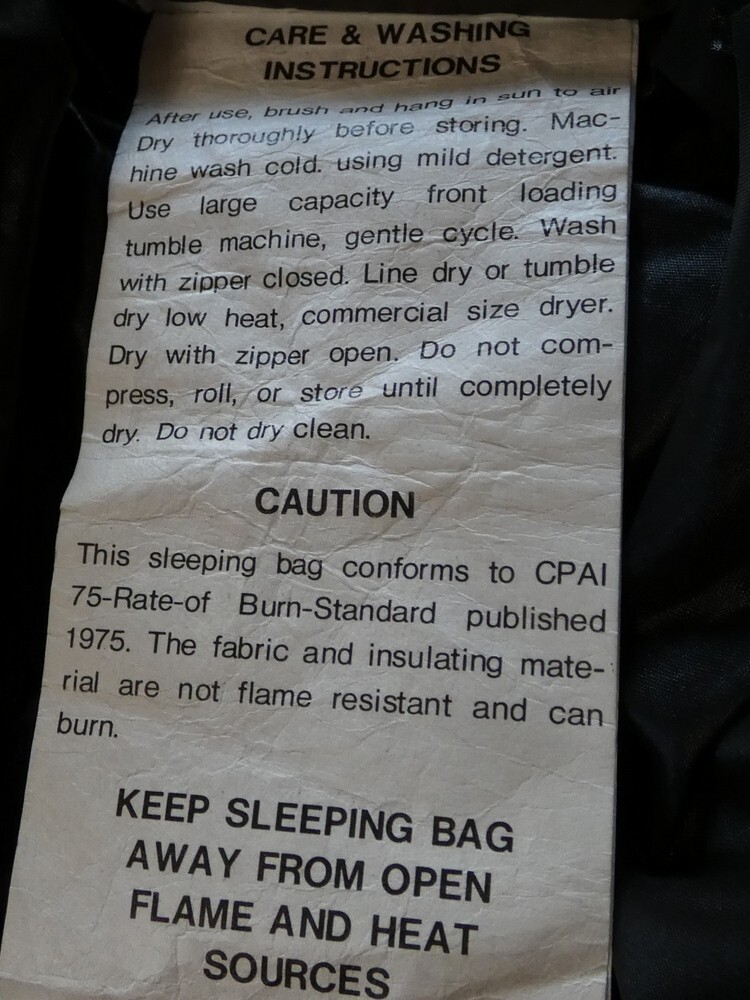 CARE & WASHING
INSTRUCTIONS
After use, brush and hang in sun to air
Dry thoroughly before storing. Mac-
hine wash cold. using mild detergent.
Use large capacity front loading
tumble machine, gentle cycle. Wash
with zipper closed. Line dry or tumble
dry low heat, commercial size dryer.
Dry with zipper open. Do not com-
press, roll, or store until completely
dry. Do not dry clean.
CAUTION
This sleeping bag conforms to CPAI
75-Rate-of Burn-Standard published
1975. The fabric and insulating mate-
rial are not flame resistant and can
burn.
KEEP SLEEPING BAG
AWAY FROM OPEN
FLAME AND HEAT
SOURCES